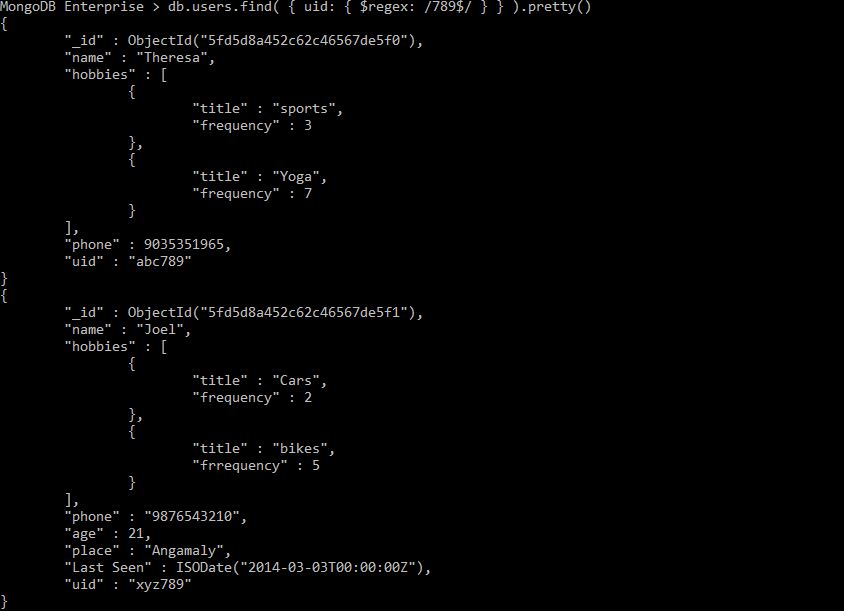 MongoDB Enterprise > db.users.find( { uid: { $regex: /789$/ } } ).pretty()
{
        "_id" : ObjectId("5fd5d8a452c62c46567de5f0"),
        "name" : "Theresa",
        "hobbies" : [
                {
                        "title" : "sports",
                        "frequency" : 3
                },
                {
                        "title" : "Yoga",
                        "frequency" : 7
                }
        ],
        "phone" : 9035351965,
        "uid" : "abc789"
}
{
        "_id" : ObjectId("5fd5d8a452c62c46567de5f1"),
        "name" : "Joel",
        "hobbies" : [
                {
                        "title" : "Cars",
                        "frequency" : 2
                },
                {
                        "title" : "bikes",
                        "frrequency" : 5
                }
        ],
        "phone" : "9876543210",
        "age" : 21,
        "place" : "Angamaly",
        "Last Seen" : ISODate("2014-03-03T00:00:00Z"),
        "uid" : "xyz789"
}